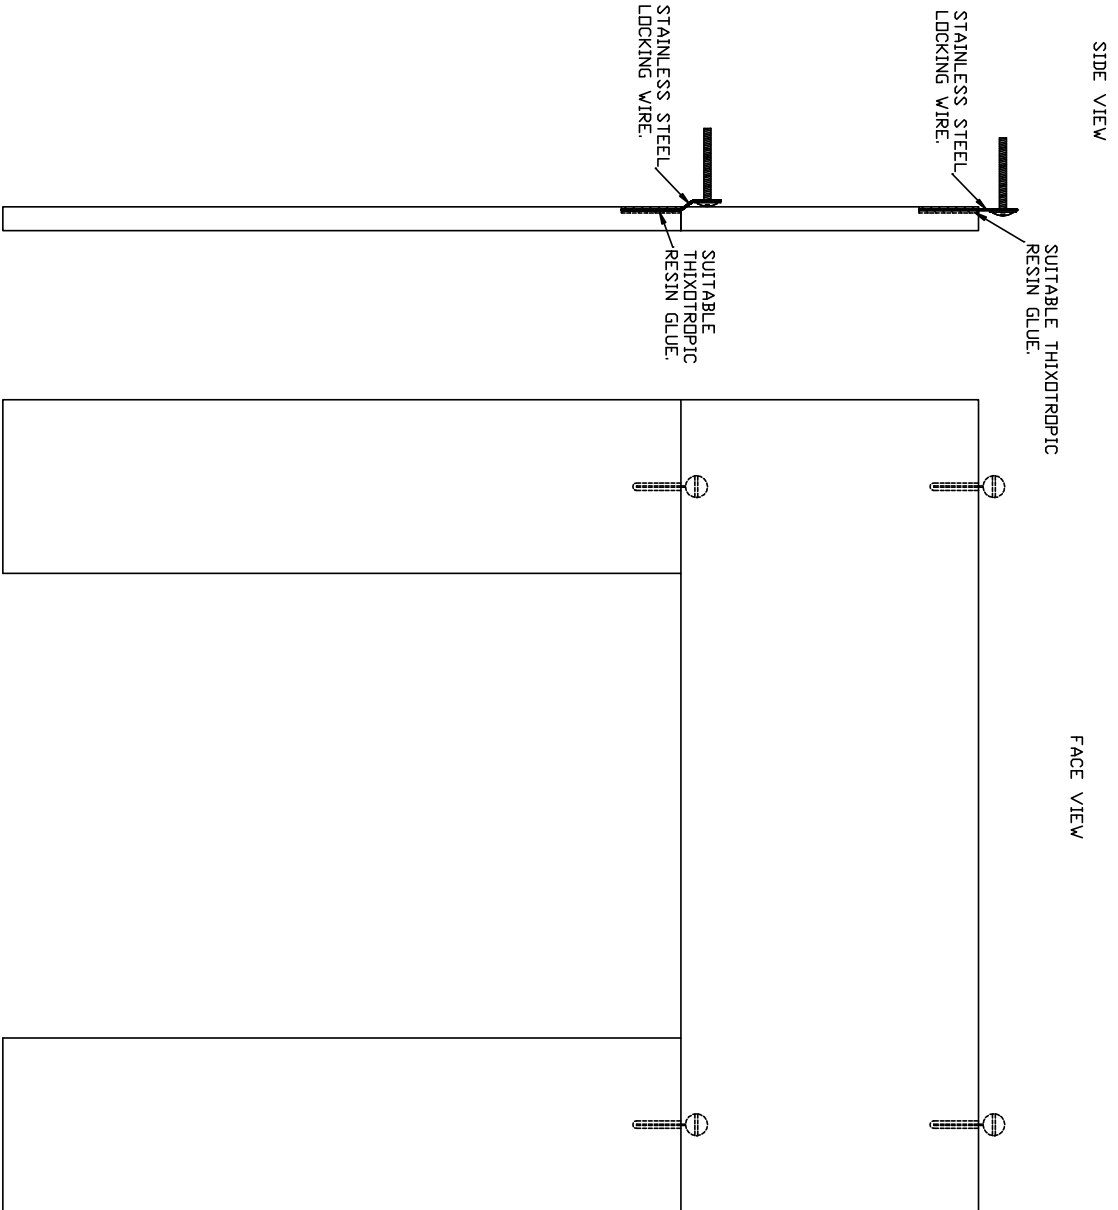 SIDE VIEW
STAINLESS STEEL
LOCKING WIRE.
SUITABLE THIXOTROPIC
RESIN GLUE.
STAINLESS STEEL
LOCKING WIRE.
SUITABLE
THIXOTROPIC
RESIN GLUE.
FACE VIEW